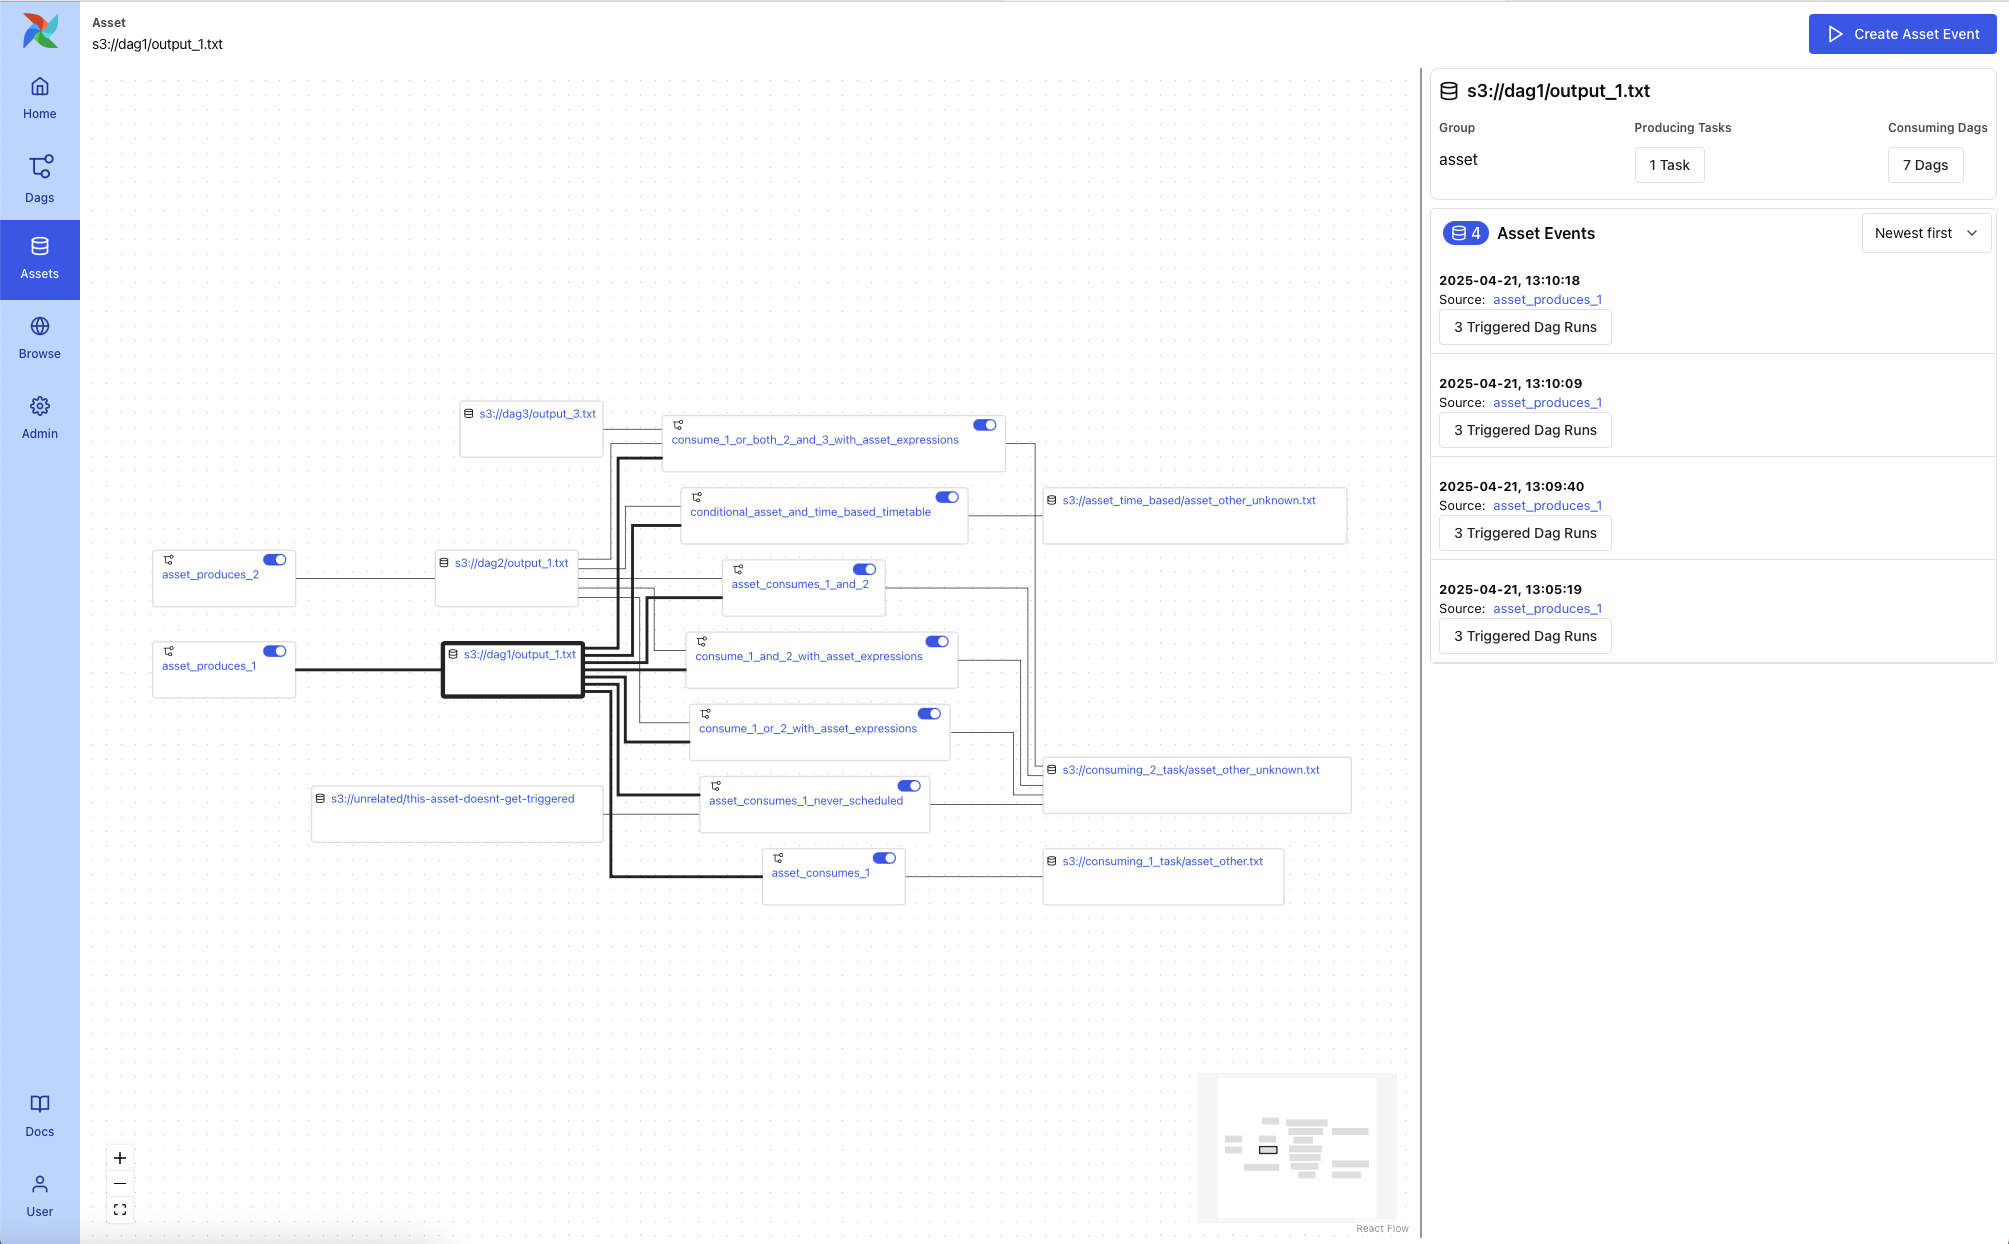 Asset
s3://dag1/output_1.txt
Create Asset Event
Home
Dags
Assets
Browse
Admin
Docs
User
s3://dag3/output_3.txt
consume_1_or_both_2_and_3_with_asset_expressions
conditional_asset_and_time_based_timetable
s3://asset_time_based/asset_other_unknown.txt
asset_produces_2
s3://dag2/output_1.txt
asset_consumes_1_and_2
asset_produces_1
s3://dag1/output_1.txt
consume_1_and_2_with_asset_expressions
consume_1_or_2_with_asset_expressions
s3://consuming_2_task/asset_other_unknown.txt
s3://unrelated/this-asset-doesnt-get-triggered
asset_consumes_1_never_scheduled
asset_consumes_1
s3://consuming_1_task/asset_other.txt
React Flow
s3://dag1/output_1.txt
Group
Producing Tasks
Consuming Dags
asset
1 Task
7 Dags
4 Asset Events
Newest first
2025-04-21, 13:10:18
Source: asset_produces_1
3 Triggered Dag Runs
2025-04-21, 13:10:09
Source: asset_produces_1
3 Triggered Dag Runs
2025-04-21, 13:09:40
Source: asset_produces_1
3 Triggered Dag Runs
2025-04-21, 13:05:19
Source: asset_produces_1
3 Triggered Dag Runs